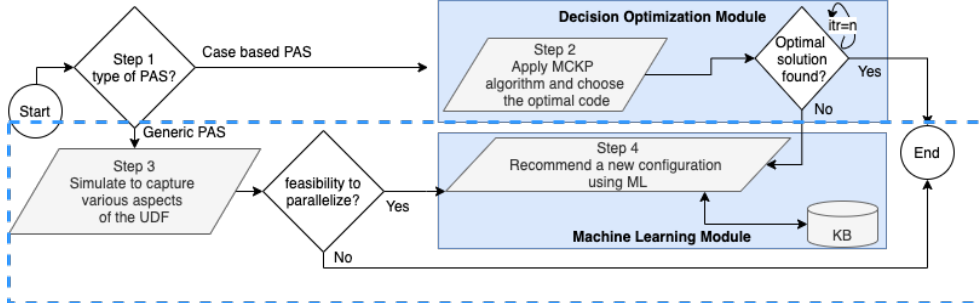 Decision Optimization Module
Step 1
type of PAS?
Case based PAS
Step 2
Apply MCKP
algorithm and choose
the optimal code
Optimal
solution
found?
itr=n
Yes
No
Start
Generic PAS
Step 3
Simulate to capture
various aspects
of the UDF
feasibility to
parallelize?
Yes
No
Step 4
Recommend a new configuration
using ML
KB
Machine Learning Module
End